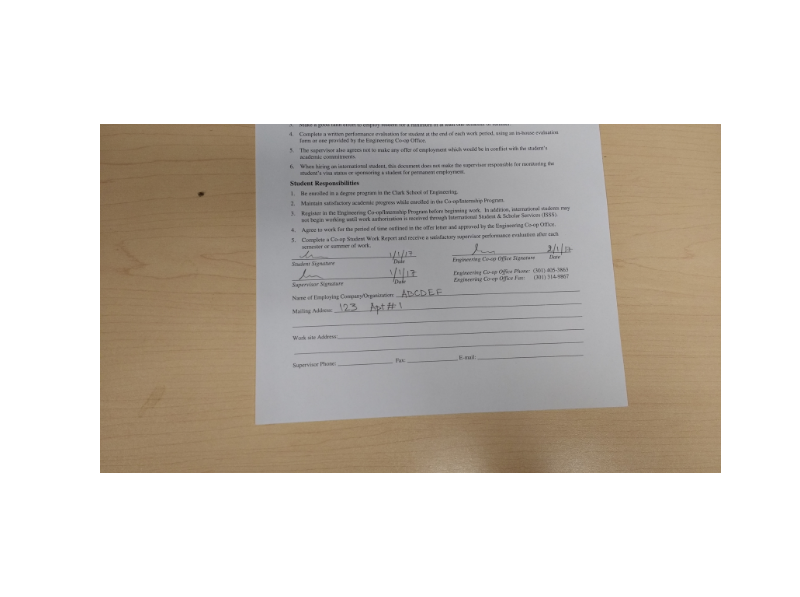 4. Complete a written performance evaluation for student at the end of each work period, using an in-house evaluation
form or one provided by the Engineering Co-op Office.
5. The supervisor also agrees not to make any offer of employment which would be in conflict with the student's
academic commitments.
6. When hiring an international student, this document does not make the supervisor responsible for monitoring the
student's visa status or sponsoring a student for permanent employment.
Student Responsibilities
1. Be enrolled in a degree program in the Clark School of Engineering.
2. Maintain satisfactory academic progress while enrolled in the Co-op/Internship Program.
3. Register in the Engineering Co-op/Internship Program before beginning work. In addition, international students may
not begin working until work authorization is received through International Student & Scholar Services (ISSS).
4. Agree to work for the period of time outlined in the offer letter and approved by the Engineering Co-op Office.
5. Complete a Co-op Student Work Report and receive a satisfactory supervisor performance evaluation after each
semester or summer of work.
1/1/17 2/1/17
Student Signature Date Engineering Co-op Office Signature Date
1/1/17
Supervisor Signature Date
Engineering Co-op Office Phone: (301) 405-3863
Engineering Co-op Office Fax: (301) 314-9867
Name of Employing Company/Organization: ABCDEF
Mailing Address: 123 Apt #1
Work site Address:
Supervisor Phone: Fax: E-mail: